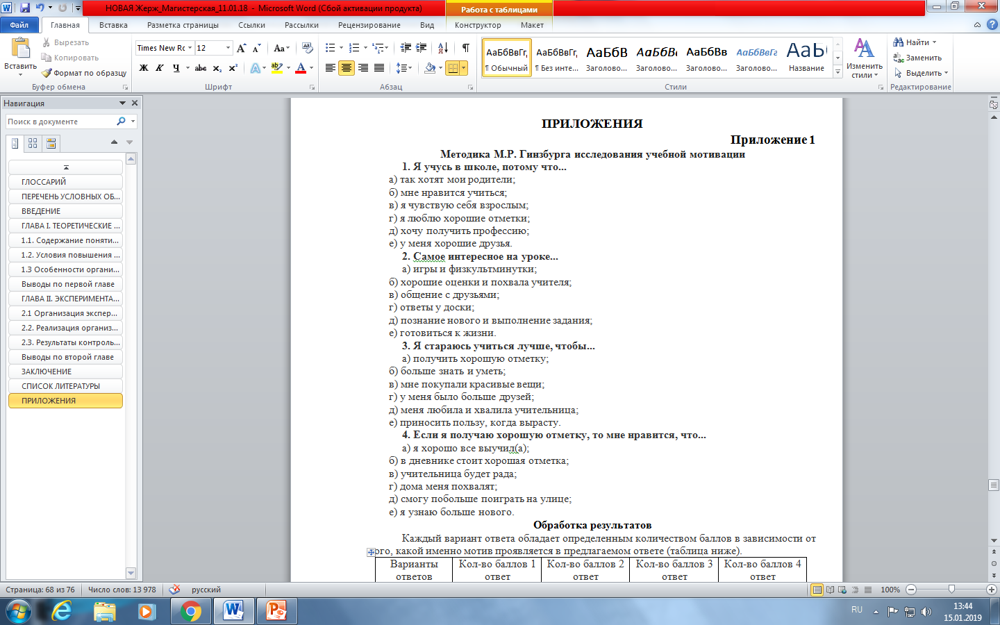 НОВАЯ Жерж_Магистерская_11.01.18 - Microsoft Word (Сбой активации продукта)
Работа с таблицами
Файл Главная Вставка Разметка страницы Ссылки Рассылки Рецензирование Вид Конструктор Макет
Вставить
Вырезать
Копировать
Формат по образцу
Буфер обмена
Times New Rc 12
Ж К Ч abc x₂ x²
Шрифт
Абзац
АаБбВвГг,
¶ Обычный
АаБбВвГг,
¶ Без инте...
АаБбВ
Заголово...
АаБбВв
Заголово...
АаБбВв
Заголово...
АаБбВвГг
Заголово...
АаБ
Название
Изменить
стили
Стили
Найти
Заменить
Выделить
Редактирование
Навигация
Поиск в документе
ГЛОССАРИЙ
ПЕРЕЧЕНЬ УСЛОВНЫХ ОБ...
ВВЕДЕНИЕ
ГЛАВА I. ТЕОРЕТИЧЕСКИЕ ...
1.1. Содержание поняти...
1.2. Условия повышения ...
1.3 Особенности органи...
Выводы по первой главе
ГЛАВА II. ЭКСПЕРИМЕНТА...
2.1 Организация экспер...
2.2. Реализация организ...
2.3. Результаты контроль...
Выводы по второй главе
ЗАКЛЮЧЕНИЕ
СПИСОК ЛИТЕРАТУРЫ
ПРИЛОЖЕНИЯ
ПРИЛОЖЕНИЯ
Приложение 1
Методика М.Р. Гинзбурга исследования учебной мотивации
1. Я учусь в школе, потому что...
а) так хотят мои родители;
б) мне нравится учиться;
в) я чувствую себя взрослым;
г) я люблю хорошие отметки;
д) хочу получить профессию;
е) у меня хорошие друзья.
2. Самое интересное на уроке...
а) игры и физкультминутки;
б) хорошие оценки и похвала учителя;
в) общение с друзьями;
г) ответы у доски;
д) познание нового и выполнение задания;
е) готовиться к жизни.
3. Я стараюсь учиться лучше, чтобы...
а) получить хорошую отметку;
б) больше знать и уметь;
в) мне покупали красивые вещи;
г) у меня было больше друзей;
д) меня любила и хвалила учительница;
е) приносить пользу, когда вырасту.
4. Если я получаю хорошую отметку, то мне нравится, что...
а) я хорошо все выучил(а);
б) в дневнике стоит хорошая отметка;
в) учительница будет рада;
г) дома меня похвалят;
д) смогу побольше поиграть на улице;
е) я узнаю больше нового.
Обработка результатов
Каждый вариант ответа обладает определенным количеством баллов в зависимости от
ого, какой именно мотив проявляется в предлагаемом ответе (таблица ниже).
Варианты ответов
Кол-во баллов 1 ответ
Кол-во баллов 2 ответ
Кол-во баллов 3 ответ
Кол-во баллов 4 ответ
Страница: 68 из 76 Число слов: 13 978 русский 100%
RU
13:44
15.01.2019